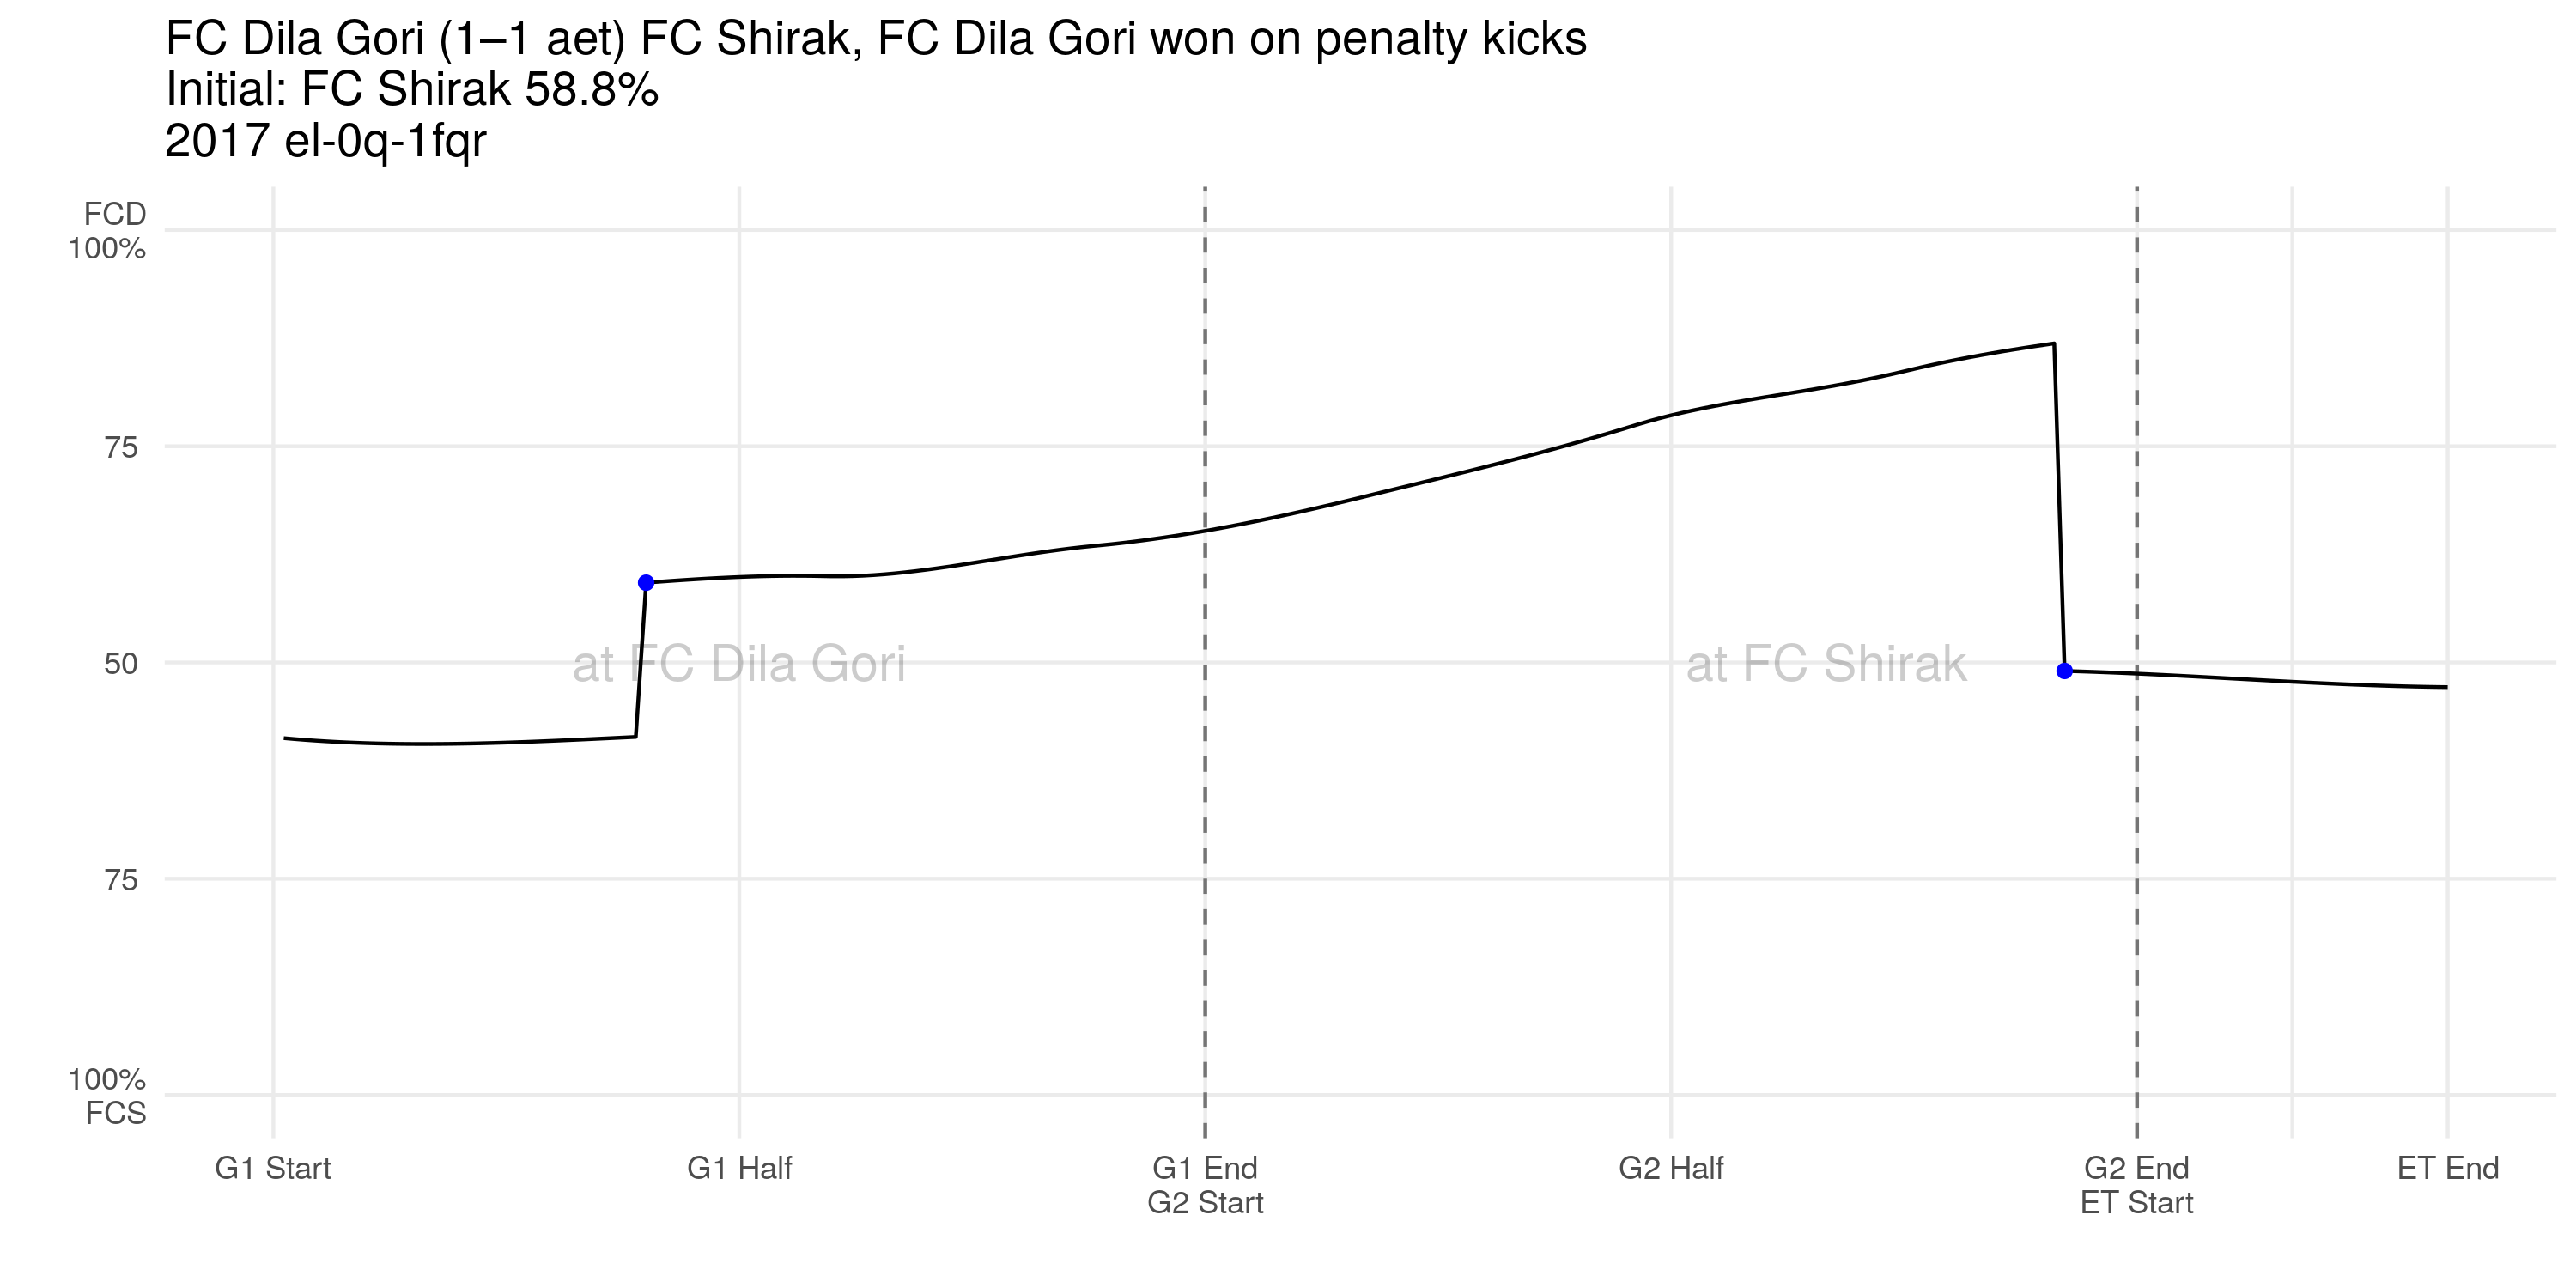 FC Dila Gori (1–1 aet) FC Shirak, FC Dila Gori won on penalty kicks
Initial: FC Shirak 58.8%
2017 el-0q-1fqr
FCD
100%
75
50
75
100%
FCS
at FC Dila Gori
at FC Shirak
G1 Start
G1 Half
G1 End
G2 Start
G2 Half
G2 End
ET Start
ET End